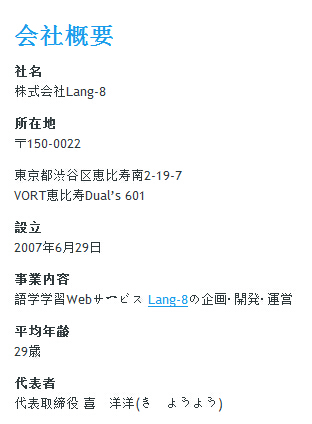 会社概要
社名
株式会社Lang-8
所在地
〒150-0022
東京都渋谷区恵比寿南2-19-7
VORT恵比寿Dual's 601
設立
2007年6月29日
事業内容
語学学習Webサービス Lang-8の企画・開発・運営
平均年齢
29歳
代表者
代表取締役 喜　洋洋(き　ようよう)